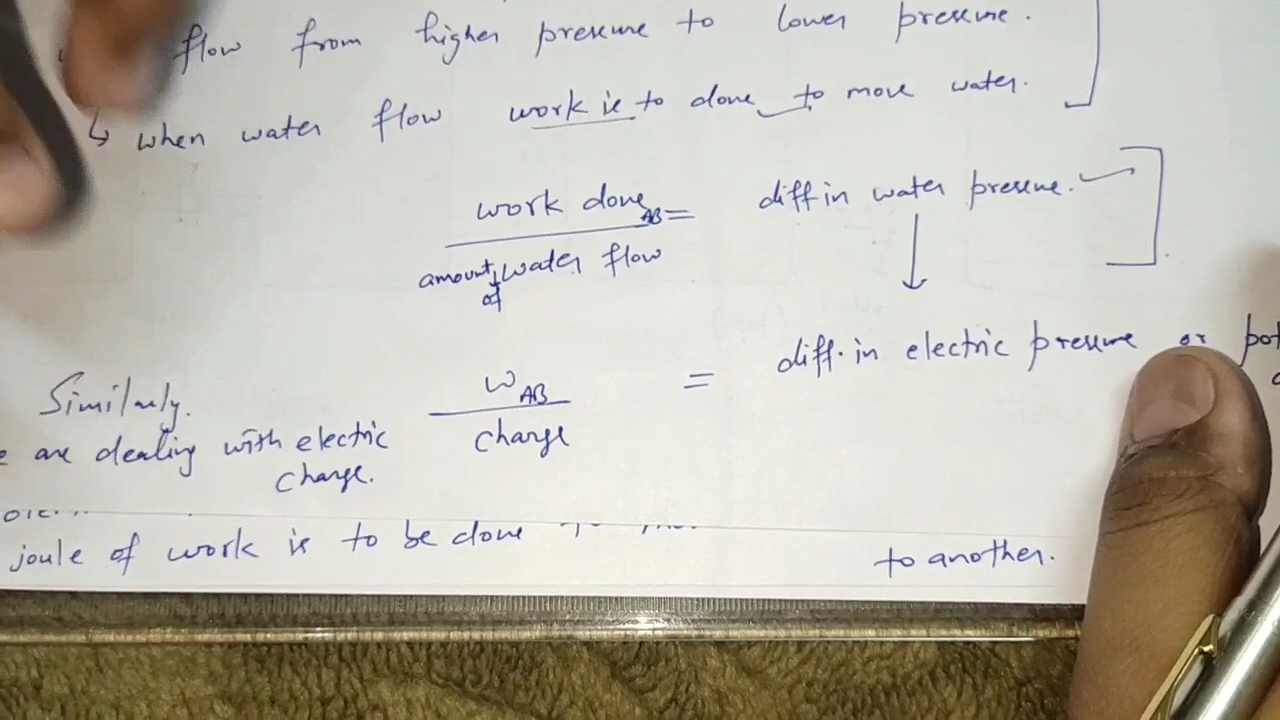 flow from higher pressure to lower pressure.
↳ when water flow work is to done to move water.
work done AB = diff in water pressure.
amount of water flow
diff. in electric pressure or pot
Similarly. W AB =
are dealing with electric charge
charge.
joule of work is to be done
to another.